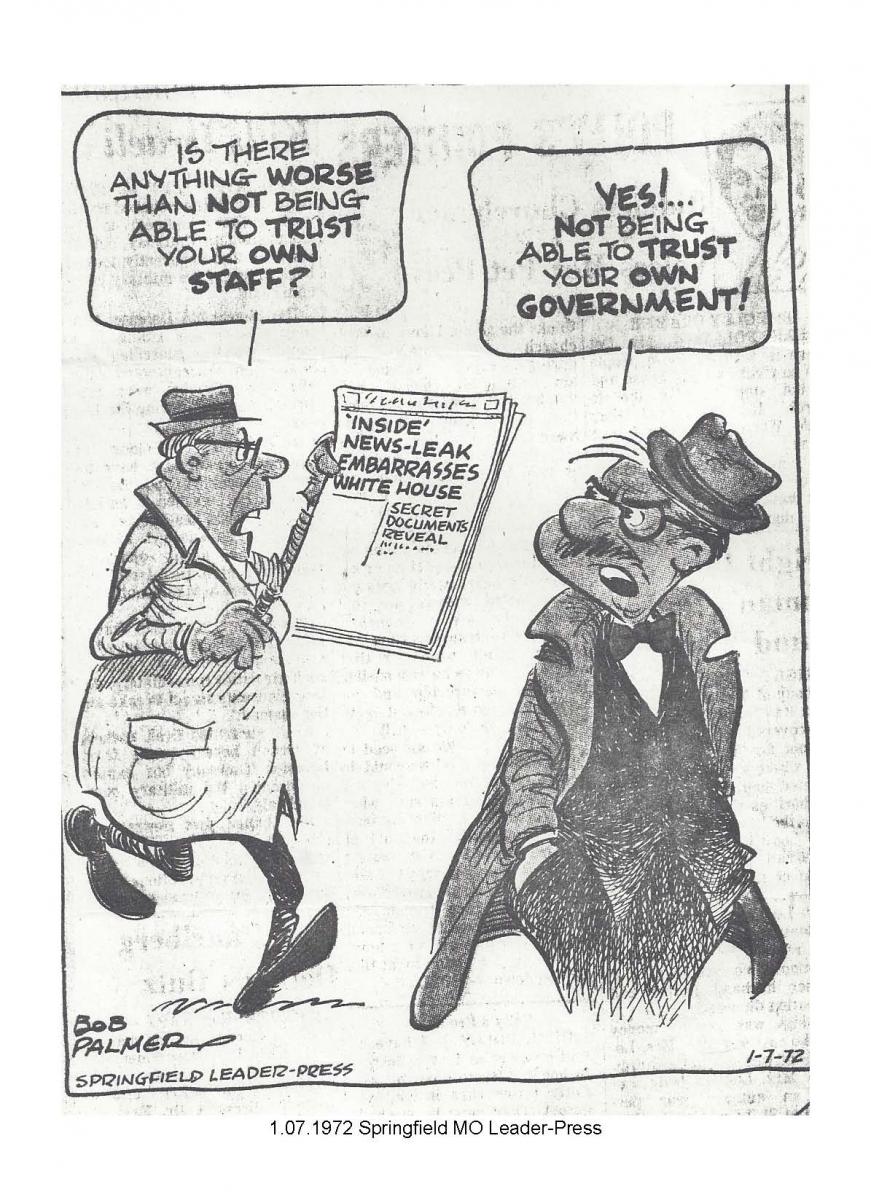 IS THERE
ANYTHING WORSE
THAN NOT BEING
ABLE TO TRUST
YOUR OWN
STAFF?
YES!...
NOT BEING
ABLE TO TRUST
YOUR OWN
GOVERNMENT!
'INSIDE'
NEWS-LEAK
EMBARRASSES
WHITE HOUSE
SECRET
DOCUMENTS
REVEAL
BOB
PALMER
SPRINGFIELD LEADER-PRESS
1-7-72
1.07.1972 Springfield MO Leader-Press